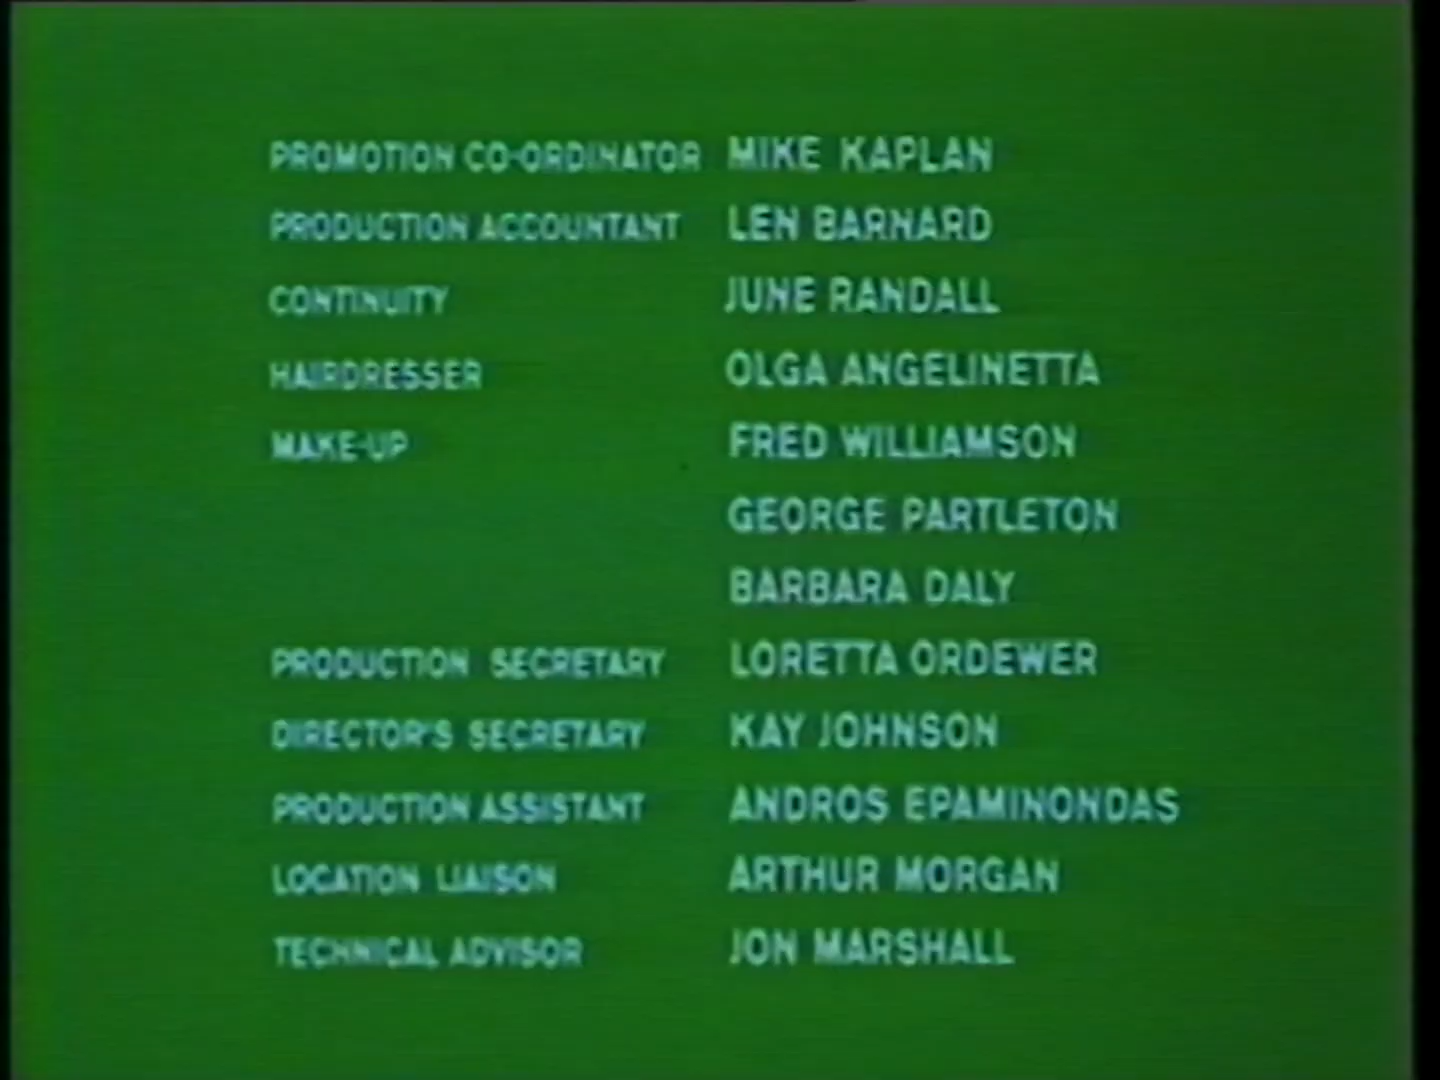 PROMOTION CO-ORDINATOR MIKE KAPLAN
PRODUCTION ACCOUNTANT LEN BARNARD
CONTINUITY JUNE RANDALL
HAIRDRESSER OLGA ANGELINETTA
MAKE-UP FRED WILLIAMSON
GEORGE PARTLETON
BARBARA DALY
PRODUCTION SECRETARY LORETTA ORDEWER
DIRECTOR'S SECRETARY KAY JOHNSON
PRODUCTION ASSISTANT ANDROS EPAMINONDAS
LOCATION LIAISON ARTHUR MORGAN
TECHNICAL ADVISOR JON MARSHALL